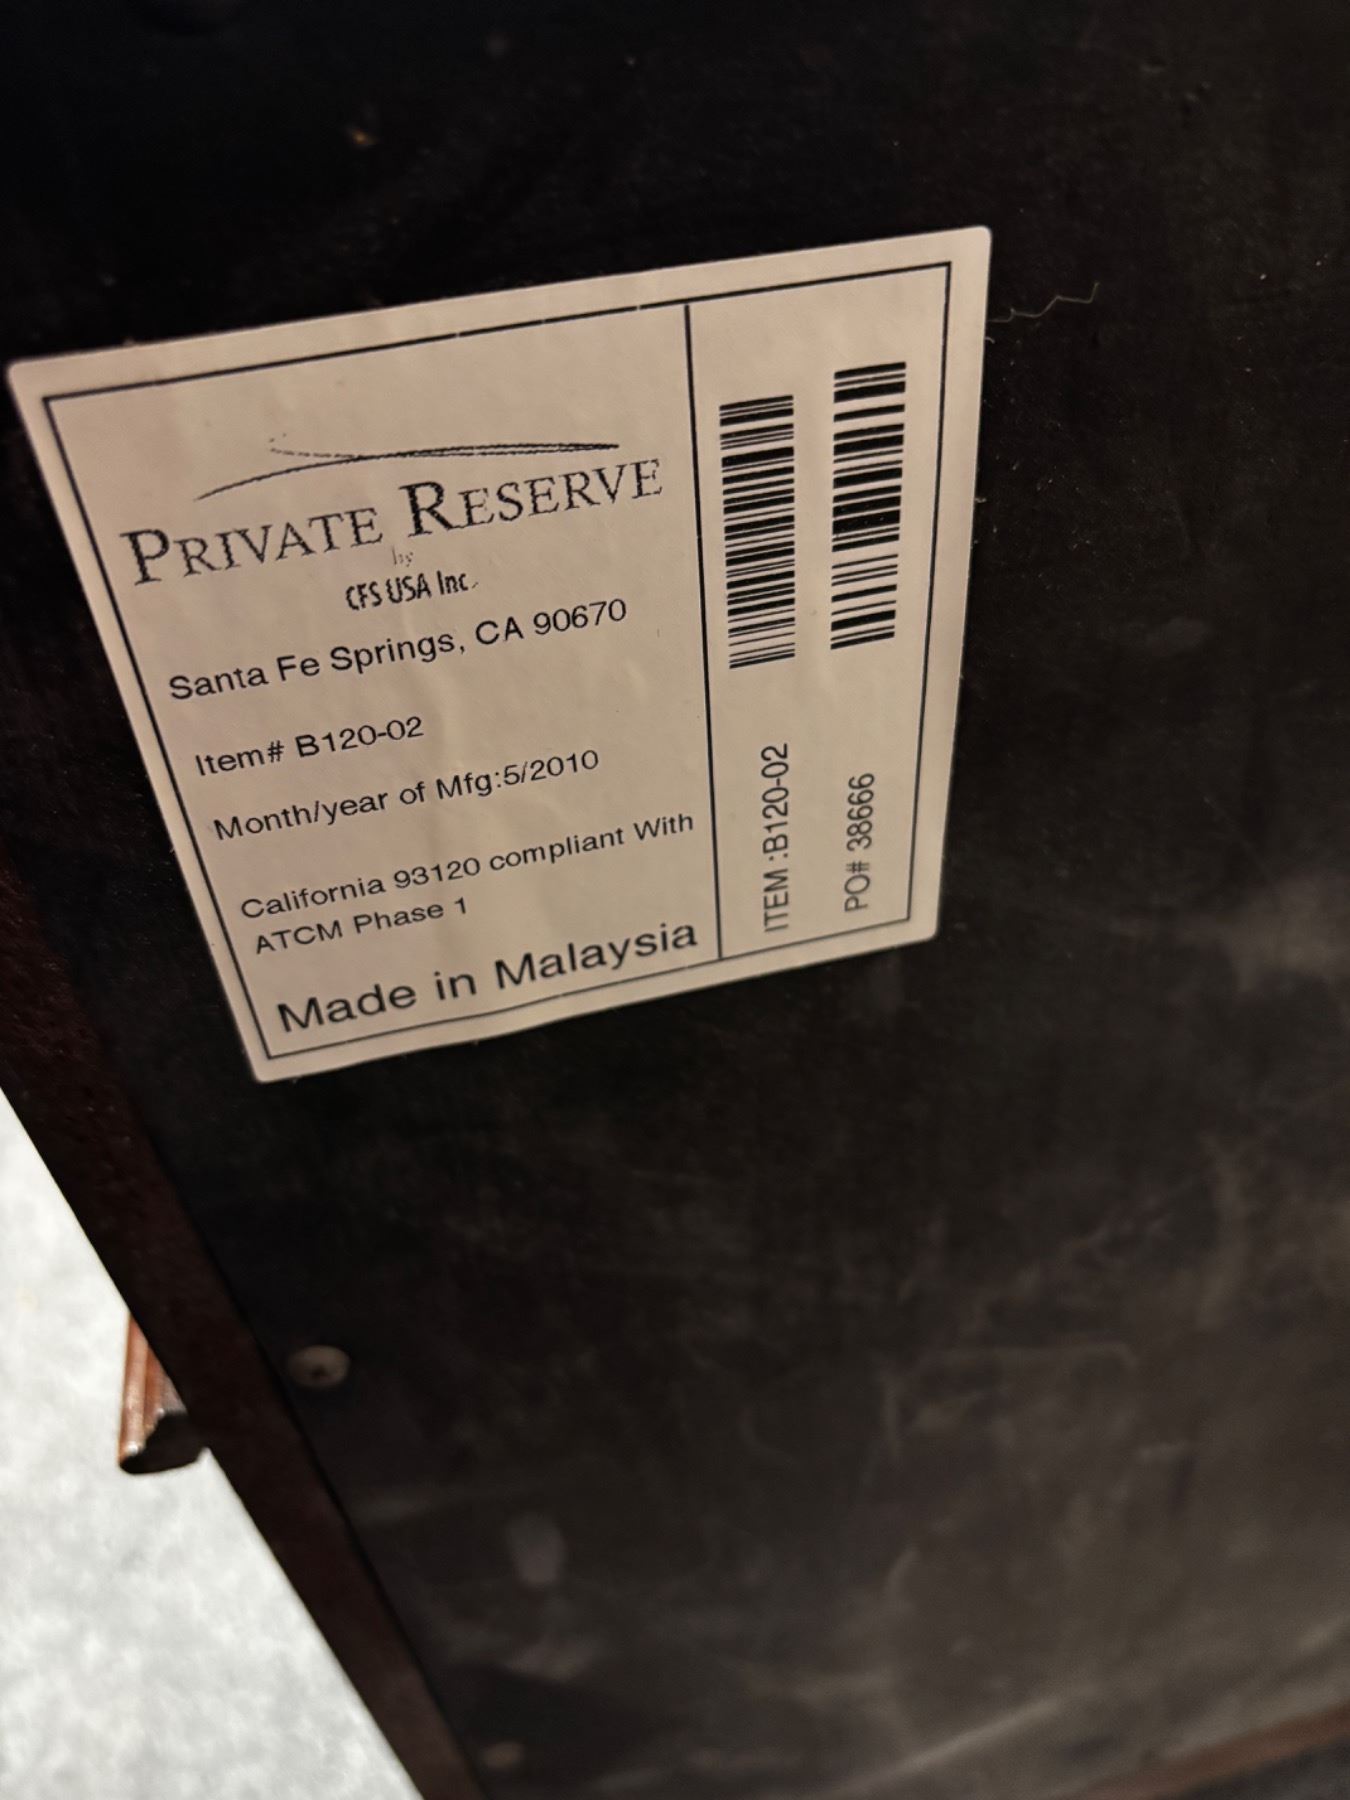 PRIVATE RESERVE
by
CFS USA Inc.
Santa Fe Springs, CA 90670
Item# B120-02
Month/year of Mfg:5/2010
California 93120 compliant With
ATCM Phase 1
Made in Malaysia
ITEM :B120-02
PO# 38666